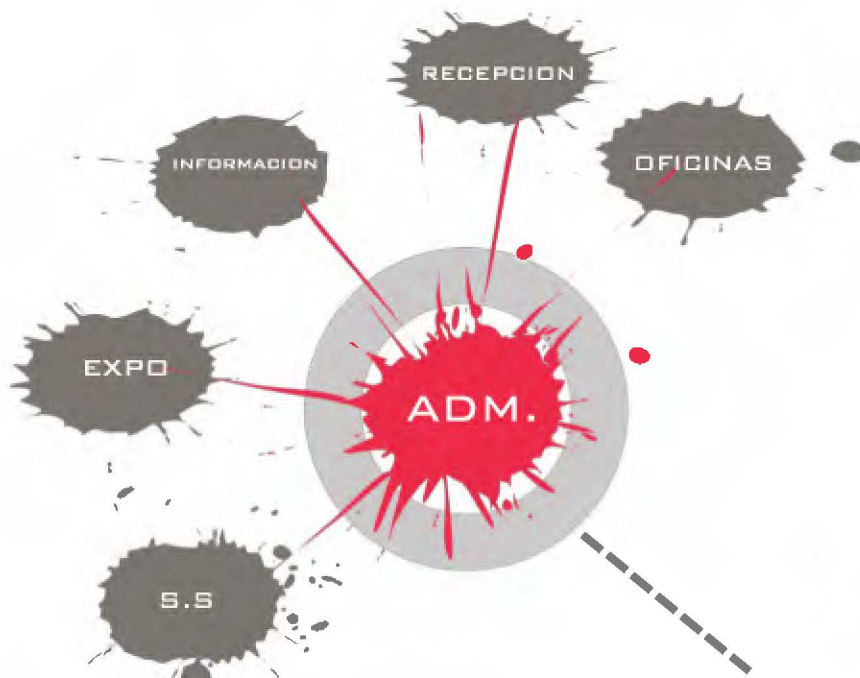 RECEPCION
OFICINAS
INFORMACION
EXPO
ADM.
S.S